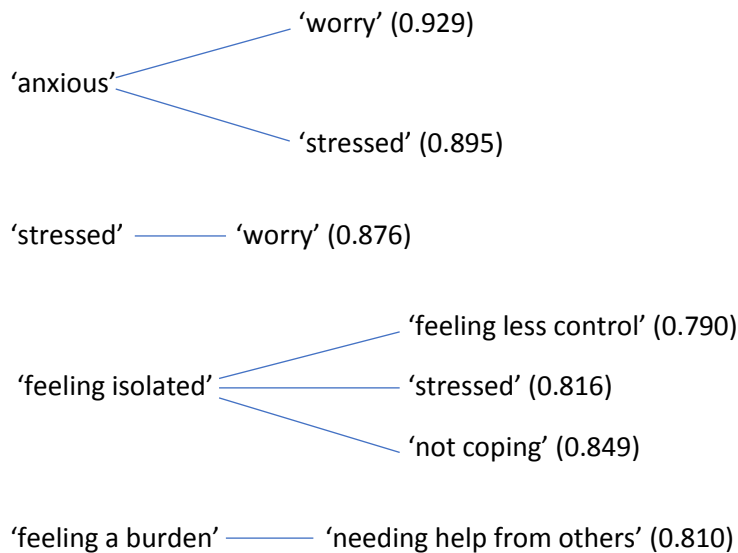 ‘worry’ (0.929)
‘anxious’
‘stressed’ (0.895)
‘stressed’ ‘worry’ (0.876)
‘feeling less control’ (0.790)
‘feeling isolated’ ‘stressed’ (0.816)
‘not coping’ (0.849)
‘feeling a burden’ ‘needing help from others’ (0.810)